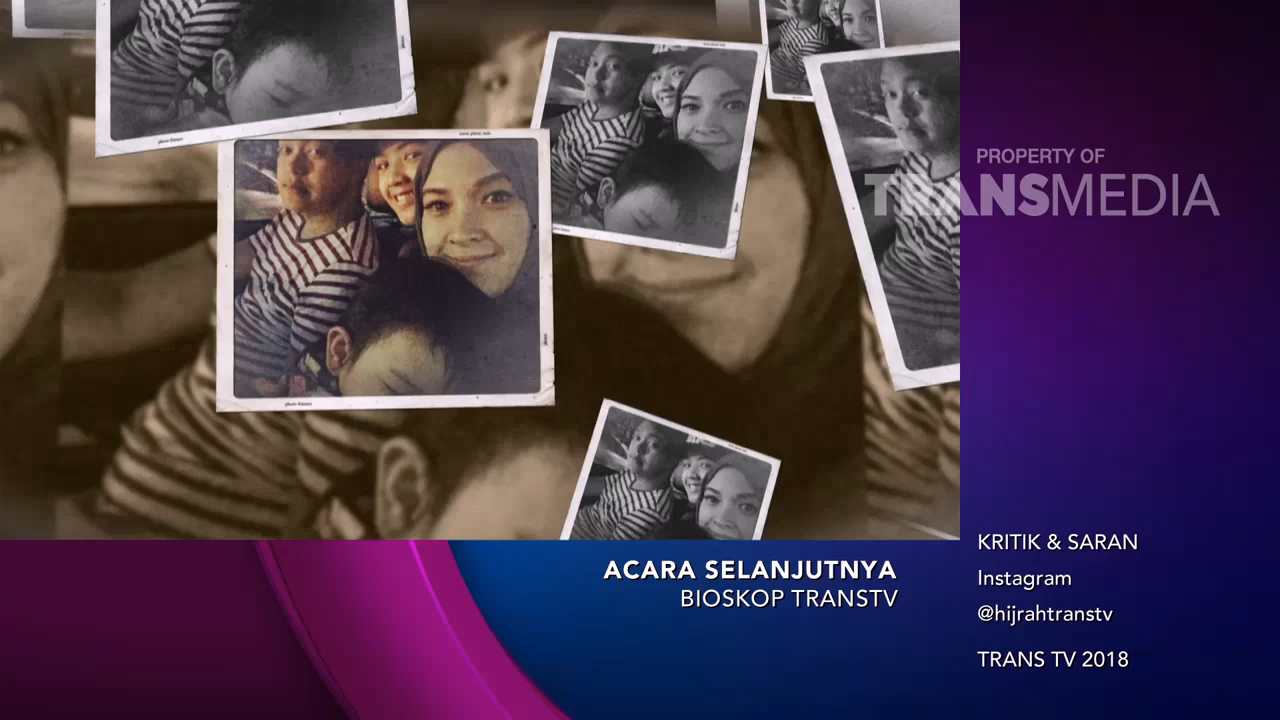 PROPERTY OF
TRANSMEDIA
ACARA SELANJUTNYA
BIOSKOP TRANSTV
KRITIK & SARAN
Instagram
@hijrahtranstv
TRANS TV 2018